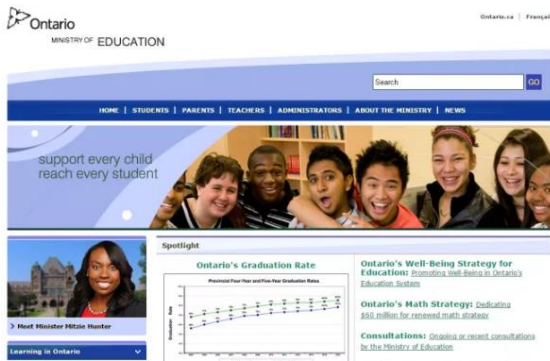 Ontario
MINISTRY OF EDUCATION
Ontario.ca | Françai
Search
GO
HOME | STUDENTS | PARENTS | TEACHERS | ADMINISTRATORS | ABOUT THE MINISTRY | NEWS
support every child
reach every student
> Meet Minister Mitzie Hunter
Learning in Ontario
Spotlight
Ontario's Graduation Rate
Provincial Four-Year and Five-Year Graduation Rates
Graduation Rate
Ontario's Well-Being Strategy for
Education: Promoting Well-Being in Ontario's
Education System
Ontario's Math Strategy: Dedicating
$60 million for renewed math strategy
Consultations: Ongoing or recent consultations
by the Ministry of Education